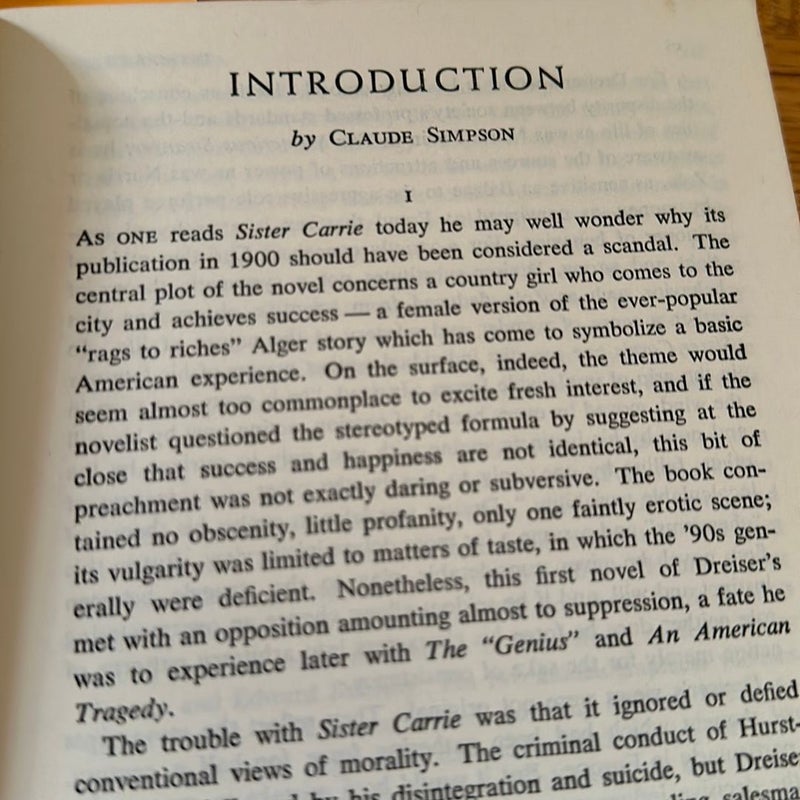 INTRODUCTION
by CLAUDE SIMPSON
I
AS ONE reads Sister Carrie today he may well wonder why its
publication in 1900 should have been considered a scandal. The
central plot of the novel concerns a country girl who comes to the
city and achieves success — a female version of the ever-popular
“rags to riches” Alger story which has come to symbolize a basic
American experience. On the surface, indeed, the theme would
seem almost too commonplace to excite fresh interest, and if the
novelist questioned the stereotyped formula by suggesting at the
close that success and happiness are not identical, this bit of
preachment was not exactly daring or subversive. The book con-
tained no obscenity, little profanity, only one faintly erotic scene;
its vulgarity was limited to matters of taste, in which the ’90s gen-
erally were deficient. Nonetheless, this first novel of Dreiser’s
met with an opposition amounting almost to suppression, a fate he
was to experience later with The “Genius” and An American
Tragedy.
The trouble with Sister Carrie was that it ignored or defied
conventional views of morality. The criminal conduct of Hurst-
by his disintegration and suicide, but Dreise
salesma